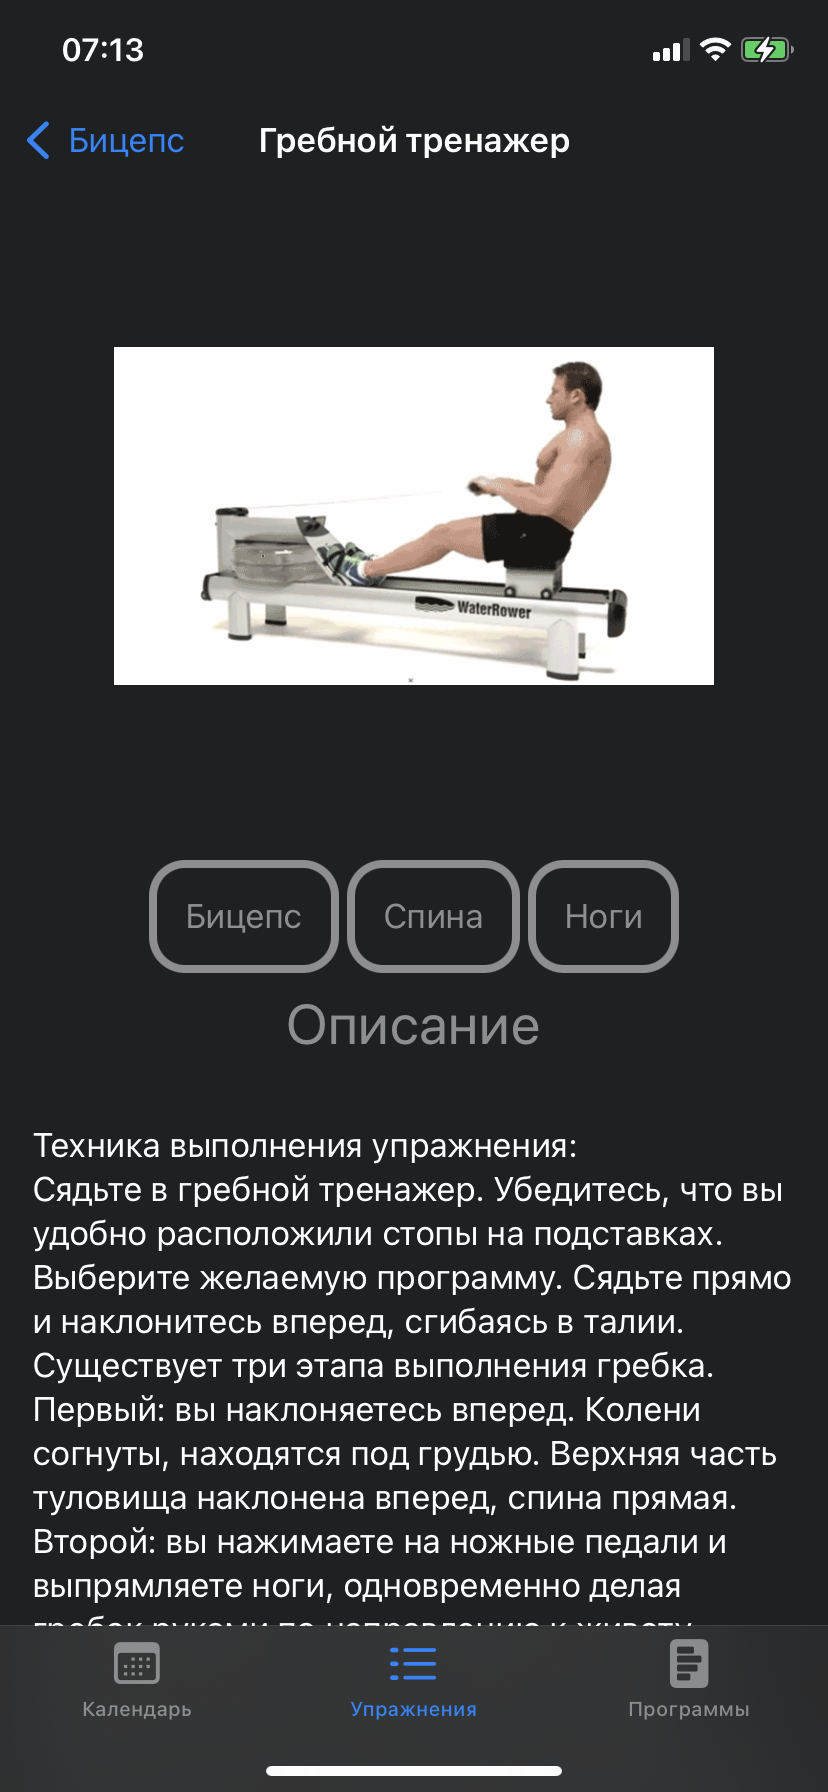 07:13
Бицепс
Гребной тренажер
WaterRower
Бицепс
Спина
Ноги
Описание
Техника выполнения упражнения:
Сядьте в гребной тренажер. Убедитесь, что вы
удобно расположили стопы на подставках.
Выберите желаемую программу. Сядьте прямо
и наклонитесь вперед, сгибаясь в талии.
Существует три этапа выполнения гребка.
Первый: вы наклоняетесь вперед. Колени
согнуты, находятся под грудью. Верхняя часть
туловища наклонена вперед, спина прямая.
Второй: вы нажимаете на ножные педали и
выпрямляете ноги, одновременно делая
Календарь
Упражнения
Программы